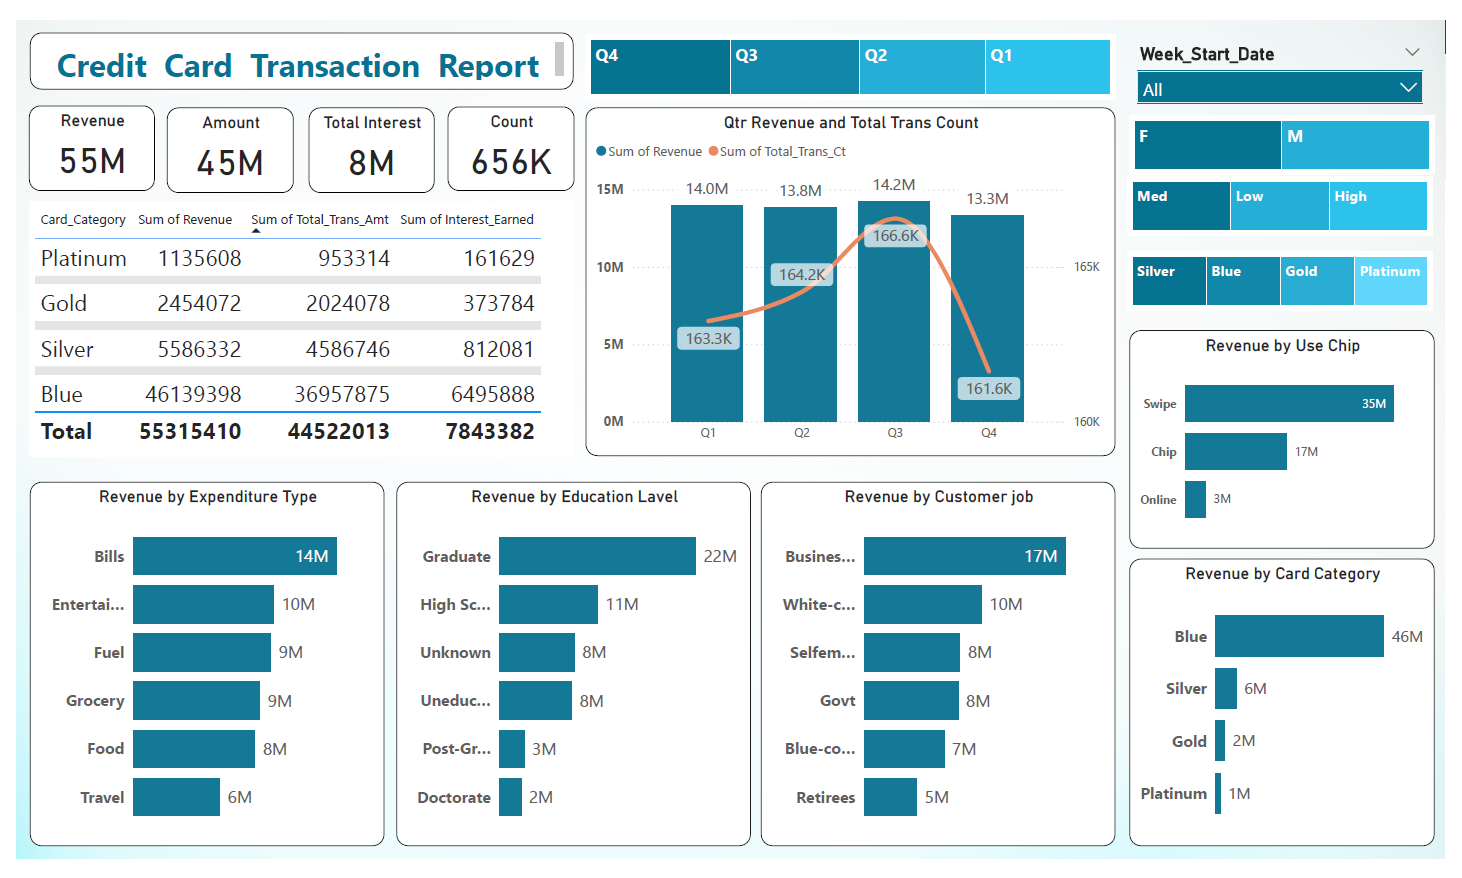 Credit Card Transaction Report
Q4 Q3 Q2 Q1
Week_Start_Date
All
F M
Med Low High
Silver Blue Gold Platinum
Revenue
55M
Amount
45M
Total Interest
8M
Count
656K
Card_Category Sum of Revenue Sum of Total_Trans_Amt Sum of Interest_Earned
Platinum 1135608 953314 161629
Gold 2454072 2024078 373784
Silver 5586332 4586746 812081
Blue 46139398 36957875 6495888
Total 55315410 44522013 7843382
Qtr Revenue and Total Trans Count
Sum of Revenue Sum of Total_Trans_Ct
15M
10M
5M
0M
14.0M 13.8M 14.2M 13.3M
163.3K 164.2K 166.6K 161.6K
165K
160K
Q1 Q2 Q3 Q4
Revenue by Use Chip
Swipe 35M
Chip 17M
Online 3M
Revenue by Expenditure Type
Bills 14M
Entertai... 10M
Fuel 9M
Grocery 9M
Food 8M
Travel 6M
Revenue by Education Lavel
Graduate 22M
High Sc... 11M
Unknown 8M
Uneduc... 8M
Post-Gr... 3M
Doctorate 2M
Revenue by Customer job
Busines... 17M
White-c... 10M
Selfem... 8M
Govt 8M
Blue-co... 7M
Retirees 5M
Revenue by Card Category
Blue 46M
Silver 6M
Gold 2M
Platinum 1M